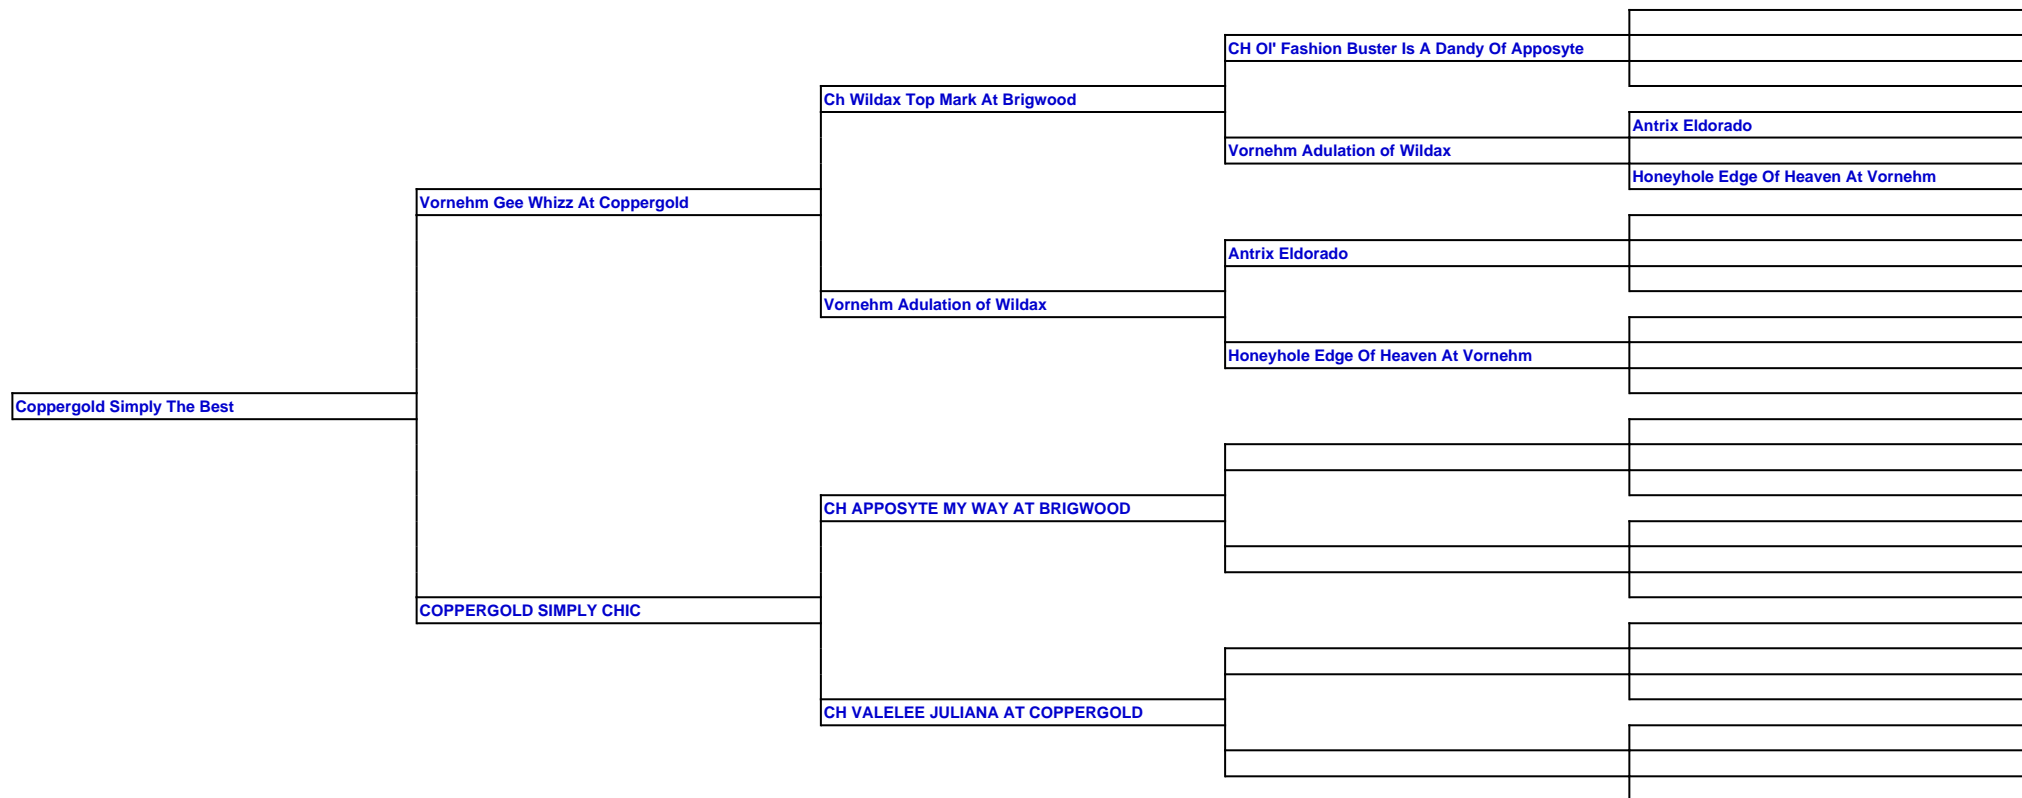 CH Ol' Fashion Buster Is A Dandy Of Apposyte
Ch Wildax Top Mark At Brigwood
Antrix Eldorado
Vornehm Adulation of Wildax
Honeyhole Edge Of Heaven At Vornehm
Vornehm Gee Whizz At Coppergold
Antrix Eldorado
Vornehm Adulation of Wildax
Honeyhole Edge Of Heaven At Vornehm
Coppergold Simply The Best
CH APPOSYTE MY WAY AT BRIGWOOD
COPPERGOLD SIMPLY CHIC
CH VALELEE JULIANA AT COPPERGOLD